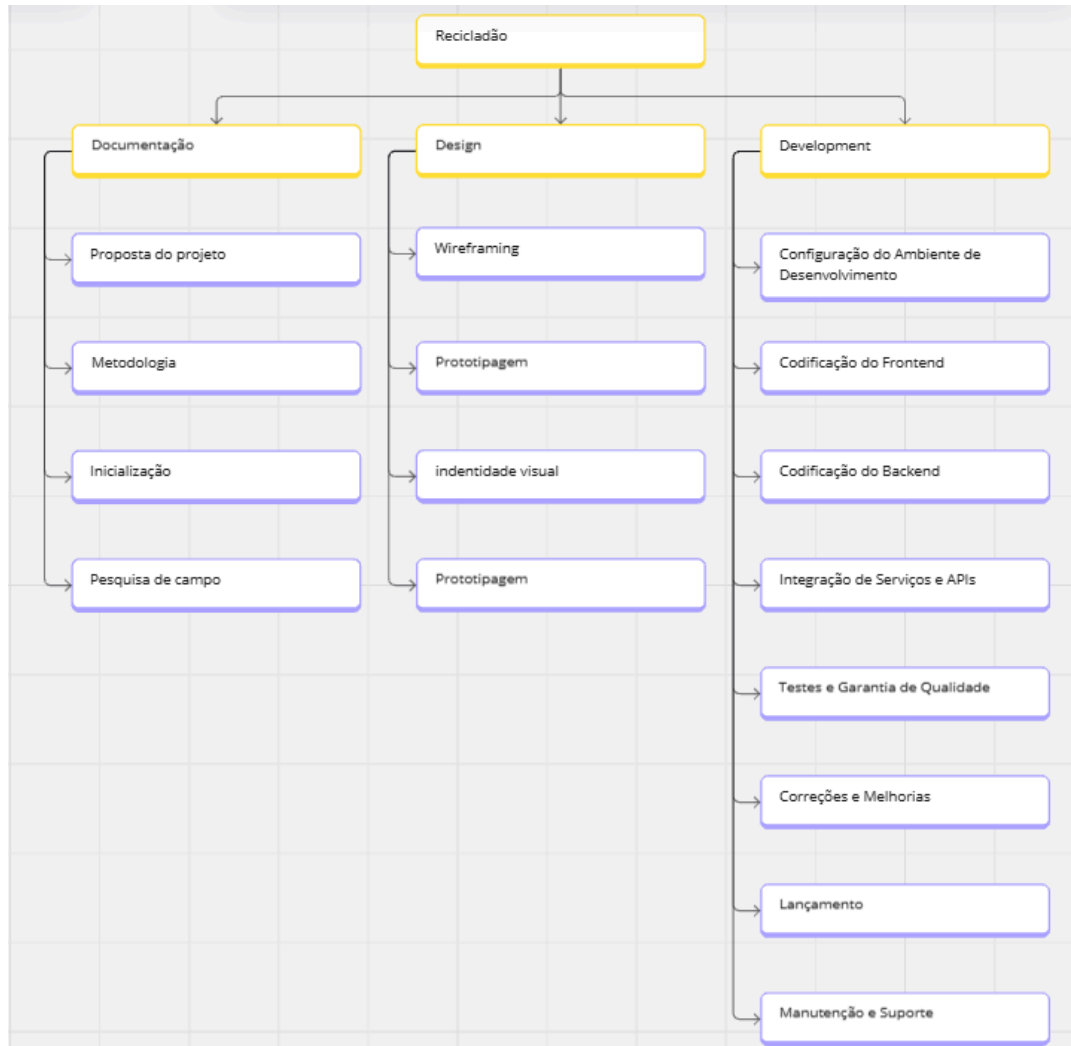 Recicladão
Documentação
Design
Development
Proposta do projeto
Metodologia
Inicialização
Pesquisa de campo
Wireframing
Prototipagem
indentidade visual
Prototipagem
Configuração do Ambiente de
Desenvolvimento
Codificação do Frontend
Codificação do Backend
Integração de Serviços e APIs
Testes e Garantia de Qualidade
Correções e Melhorias
Lançamento
Manutenção e Suporte